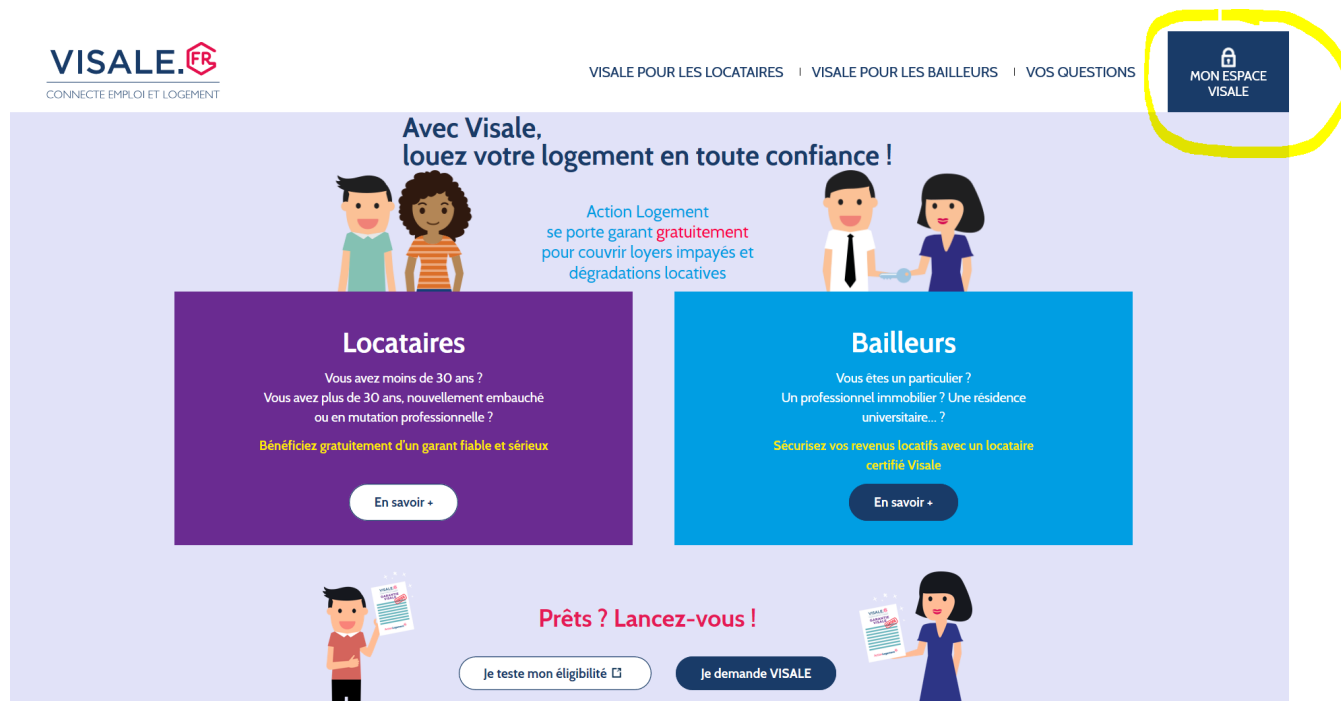 VISALE.FR
CONNECTE EMPLOI ET LOGEMENT
VISALE POUR LES LOCATAIRES
VISALE POUR LES BAILLEURS
VOS QUESTIONS
MON ESPACE
VISALE
Avec Visale,
louez votre logement en toute confiance !
Action Logement
se porte garant gratuitement
pour couvrir loyers impayés et
dégradations locatives
Locataires
Vous avez moins de 30 ans ?
Vous avez plus de 30 ans, nouvellement embauché
ou en mutation professionnelle ?
Bénéficiez gratuitement d'un garant fiable et sérieux
En savoir +
Bailleurs
Vous êtes un particulier ?
Un professionnel immobilier ? Une résidence
universitaire... ?
Sécurisez vos revenus locatifs avec un locataire
certifié Visale
En savoir +
Prêts ? Lancez-vous !
Je teste mon éligibilité
Je demande VISALE